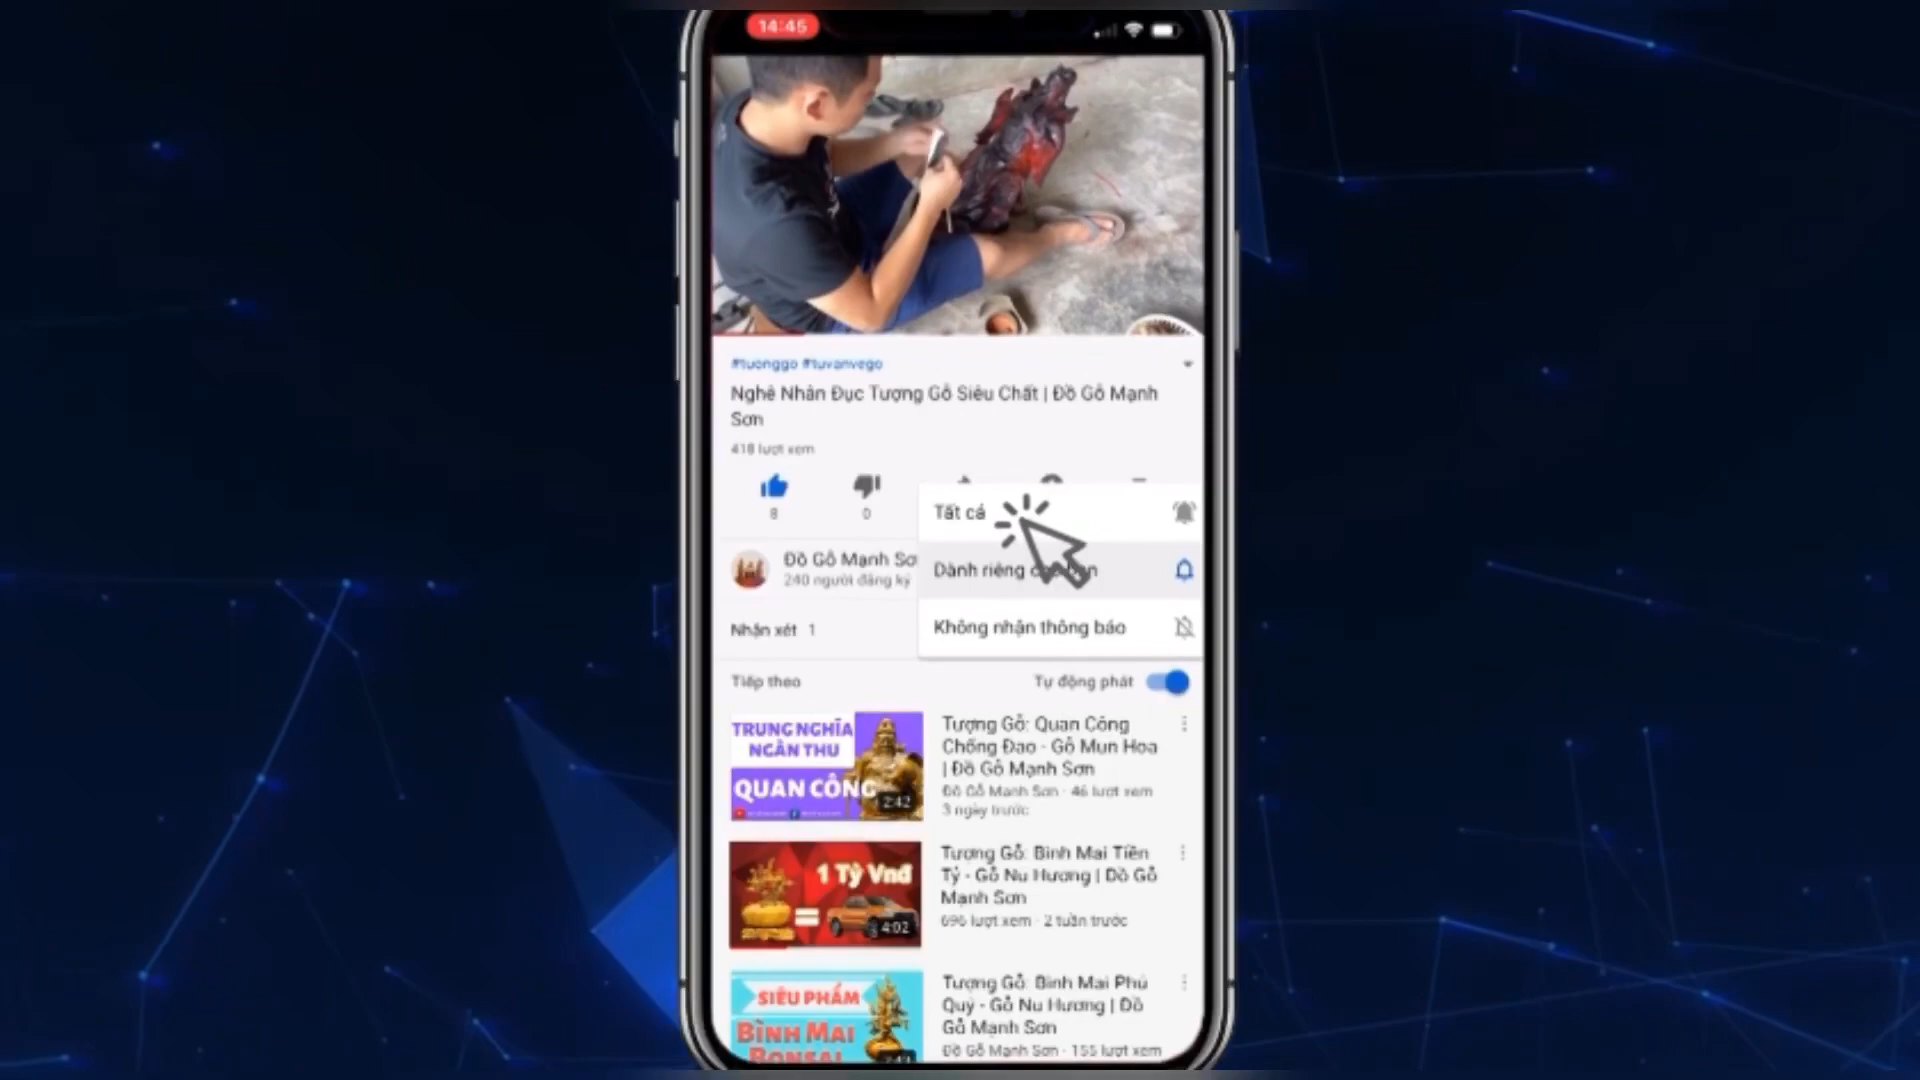 14:45
#tuonggo #tuvanvego
Nghê Nhân Đục Tượng Gỗ Siêu Chất | Đồ Gỗ Mạnh
Sơn
418 lượt xem
8
0
Tất cả
Đồ Gỗ Mạnh Sơ
240 người đăng ký
Dành riêng
Không nhận thông báo
Nhận xét 1
Tiếp theo
Tự động phát
TRUNG NGHĨA
NGÀN THU
QUAN CÔNG
2:42
Tượng Gỗ: Quan Công
Chống Đao - Gỗ Mun Hoa
| Đồ Gỗ Mạnh Sơn
Đồ Gỗ Mạnh Sơn · 46 lượt xem
3 ngày trước
1 Tỷ Vnđ
=
4:02
Tượng Gỗ: Bình Mai Tiền
Tỷ - Gỗ Nu Hương | Đồ Gỗ
Mạnh Sơn
696 lượt xem · 2 tuần trước
SIÊU PHẨM
BÌNH MAI
BONSAI
Tượng Gỗ: Bình Mai Phú
Quý - Gỗ Nu Hương | Đồ
Gỗ Mạnh Sơn
Đồ Gỗ Mạnh Sơn · 155 lượt xem